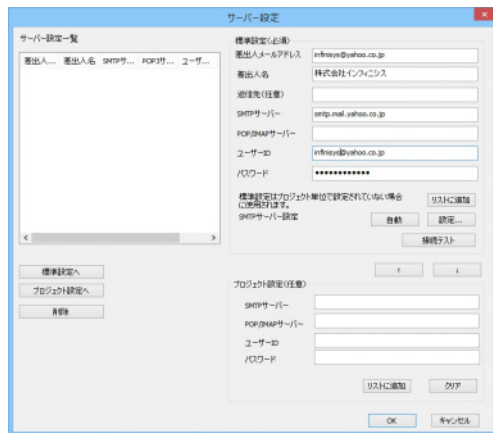 サーバー設定
サーバー設定一覧
差出人... 差出人名 SMTPサ... POP3サ... ユーザ...
標準設定へ
プロジェクト設定へ
削除
標準設定(必須)
差出人メールアドレス infinisys@yahoo.co.jp
差出人名 株式会社インフィニシス
返信先(任意)
SMTPサーバー smtp.mail.yahoo.co.jp
POP/IMAPサーバー
ユーザーID infinisys@yahoo.co.jp
パスワード ••••••••••••
標準設定はプロジェクト単位で設定されていない場合
に使用されます。
リストに追加
SMTPサーバー設定 自動 設定...
接続テスト
↑ ↓
プロジェクト設定(任意)
SMTPサーバー
POP/IMAPサーバー
ユーザーID
パスワード
リストに追加 クリア
OK キャンセル